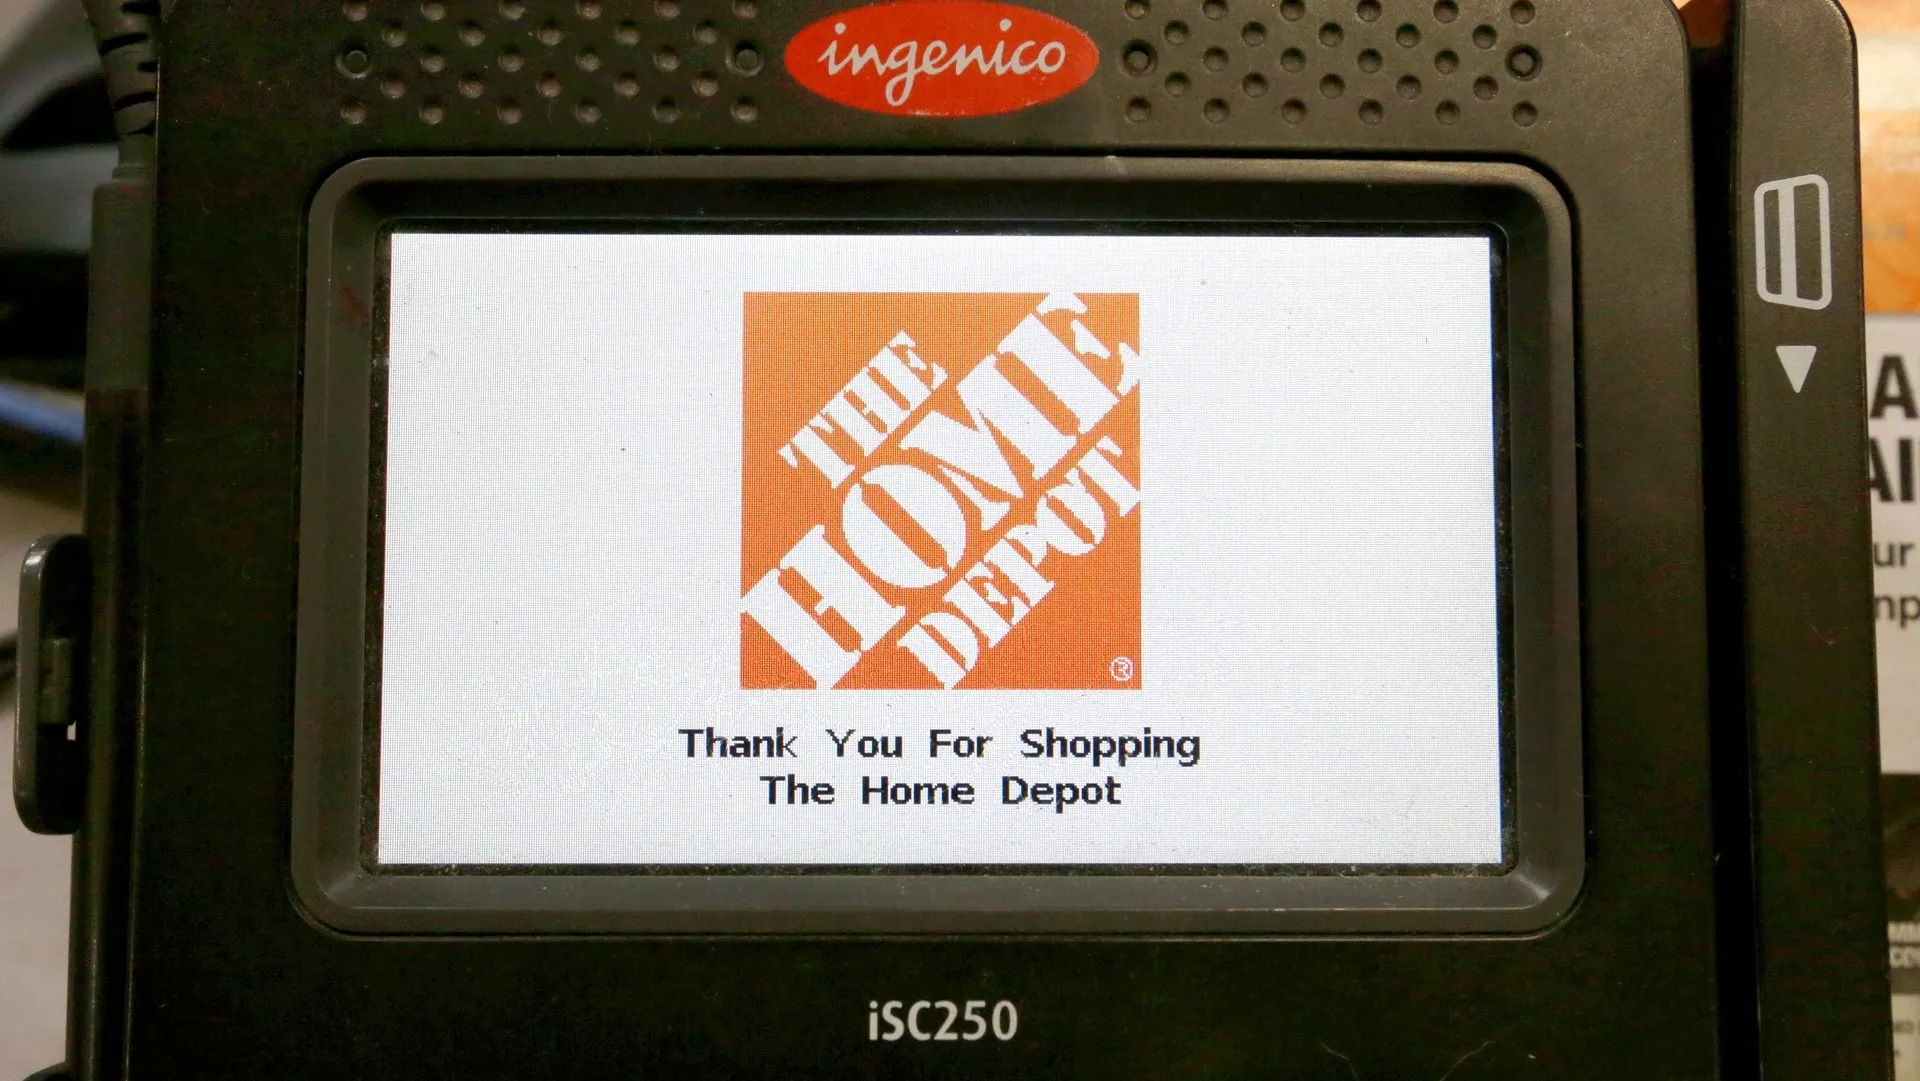 ingenico
THE
HOME
DEPOT
®
Thank You For Shopping
The Home Depot
iSC250